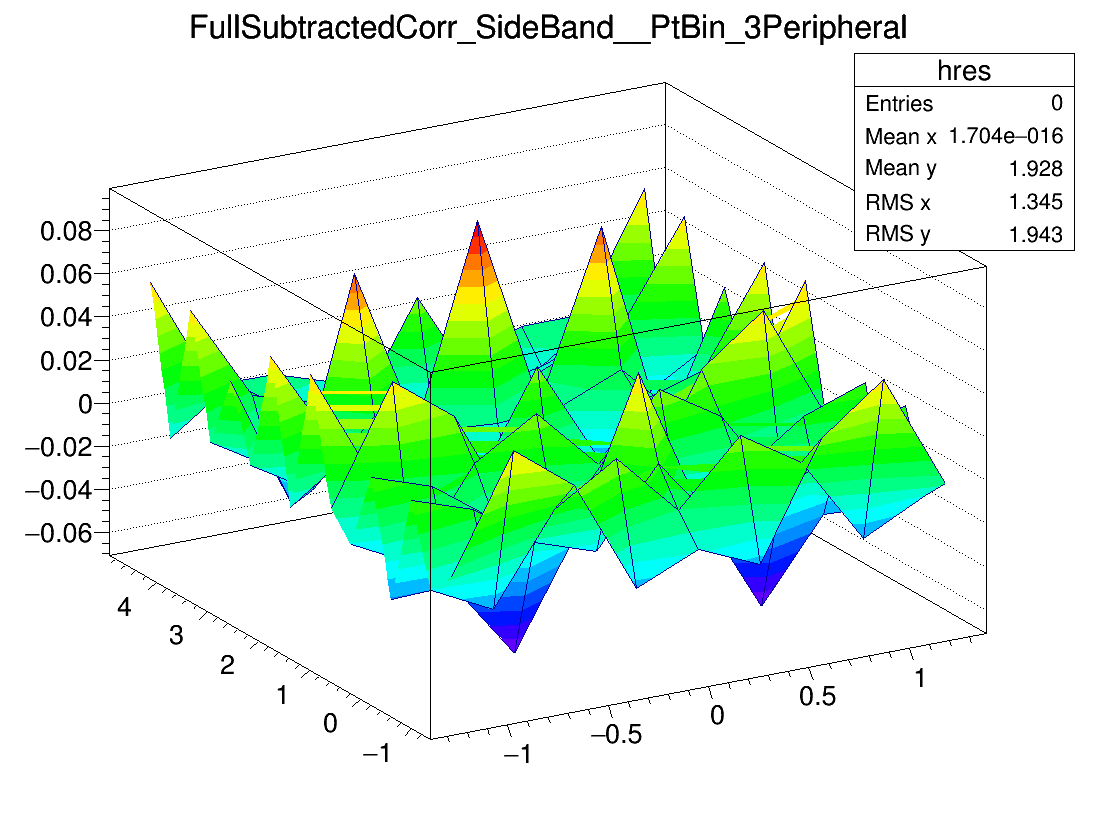 FullSubtractedCorr_SideBand__PtBin_3Peripheral
hres
Entries 0
Mean x 1.704e−016
Mean y 1.928
RMS x 1.345
RMS y 1.943
0.08
0.06
0.04
0.02
0
−0.02
−0.04
−0.06
4
3
2
1
0
−1
−1
−0.5
0
0.5
1